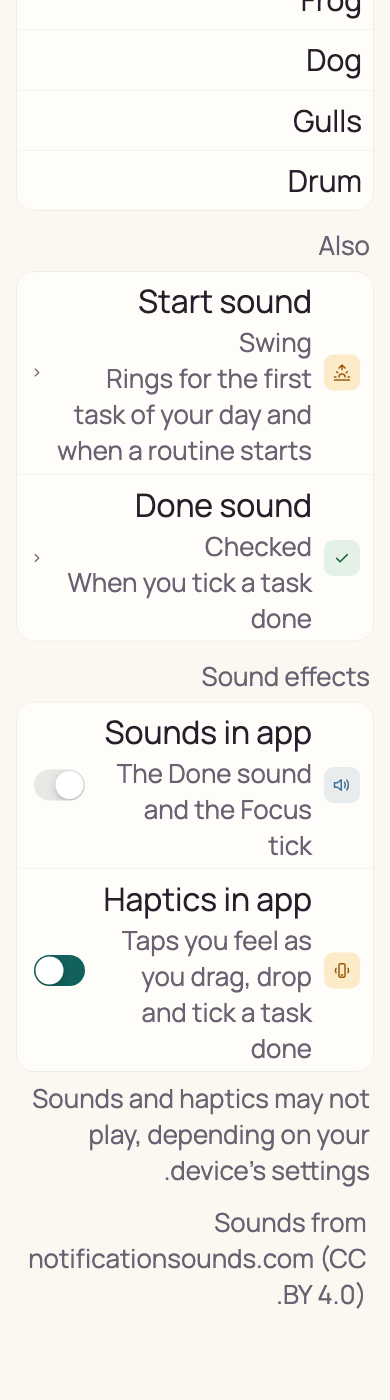 Frog
Dog
Gulls
Drum
Also
Start sound
Swing
Rings for the first
task of your day and
when a routine starts
Done sound
Checked
When you tick a task
done
Sound effects
Sounds in app
The Done sound
and the Focus
tick
Haptics in app
Taps you feel as
you drag, drop
and tick a task
done
Sounds and haptics may not
play, depending on your
.device's settings
Sounds from
notificationsounds.com (CC
.BY 4.0)